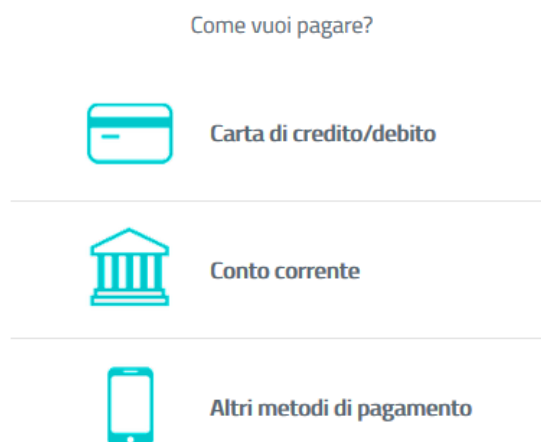 Come vuoi pagare?
Carta di credito/debito
Conto corrente
Altri metodi di pagamento